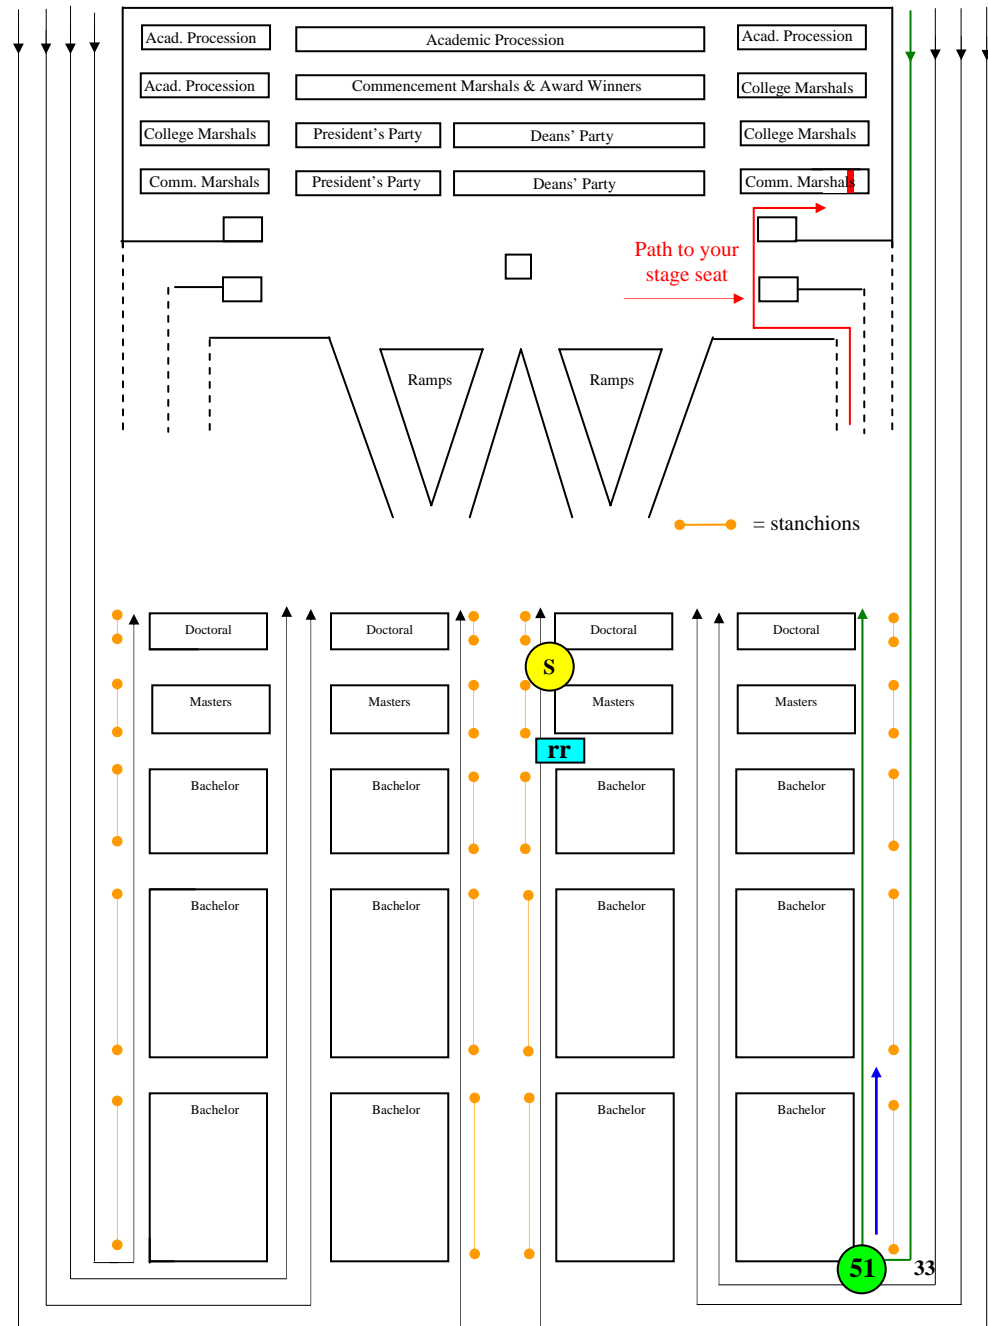 Acad. Procession
Academic Procession
Acad. Procession
Acad. Procession
Commencement Marshals & Award Winners
College Marshals
College Marshals
President's Party
Deans' Party
College Marshals
Comm. Marshals
President's Party
Deans' Party
Comm. Marshals
Path to your
stage seat
Ramps
Ramps
= stanchions
Doctoral
Doctoral
Doctoral
Doctoral
S
Masters
Masters
Masters
Masters
rr
Bachelor
Bachelor
Bachelor
Bachelor
Bachelor
Bachelor
Bachelor
Bachelor
Bachelor
Bachelor
Bachelor
Bachelor
51
33